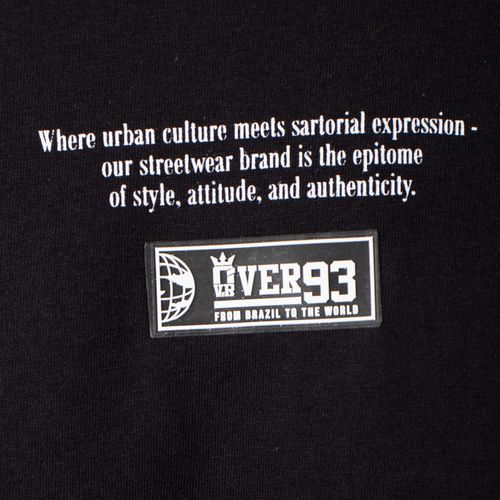 Where urban culture meets sartorial expression -
our streetwear brand is the epitome
of style, attitude, and authenticity.
OVER93
FROM BRAZIL TO THE WORLD